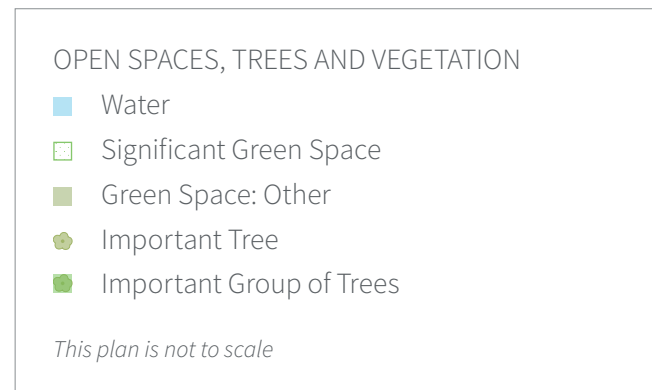 OPEN SPACES, TREES AND VEGETATION
Water
Significant Green Space
Green Space: Other
Important Tree
Important Group of Trees
This plan is not to scale